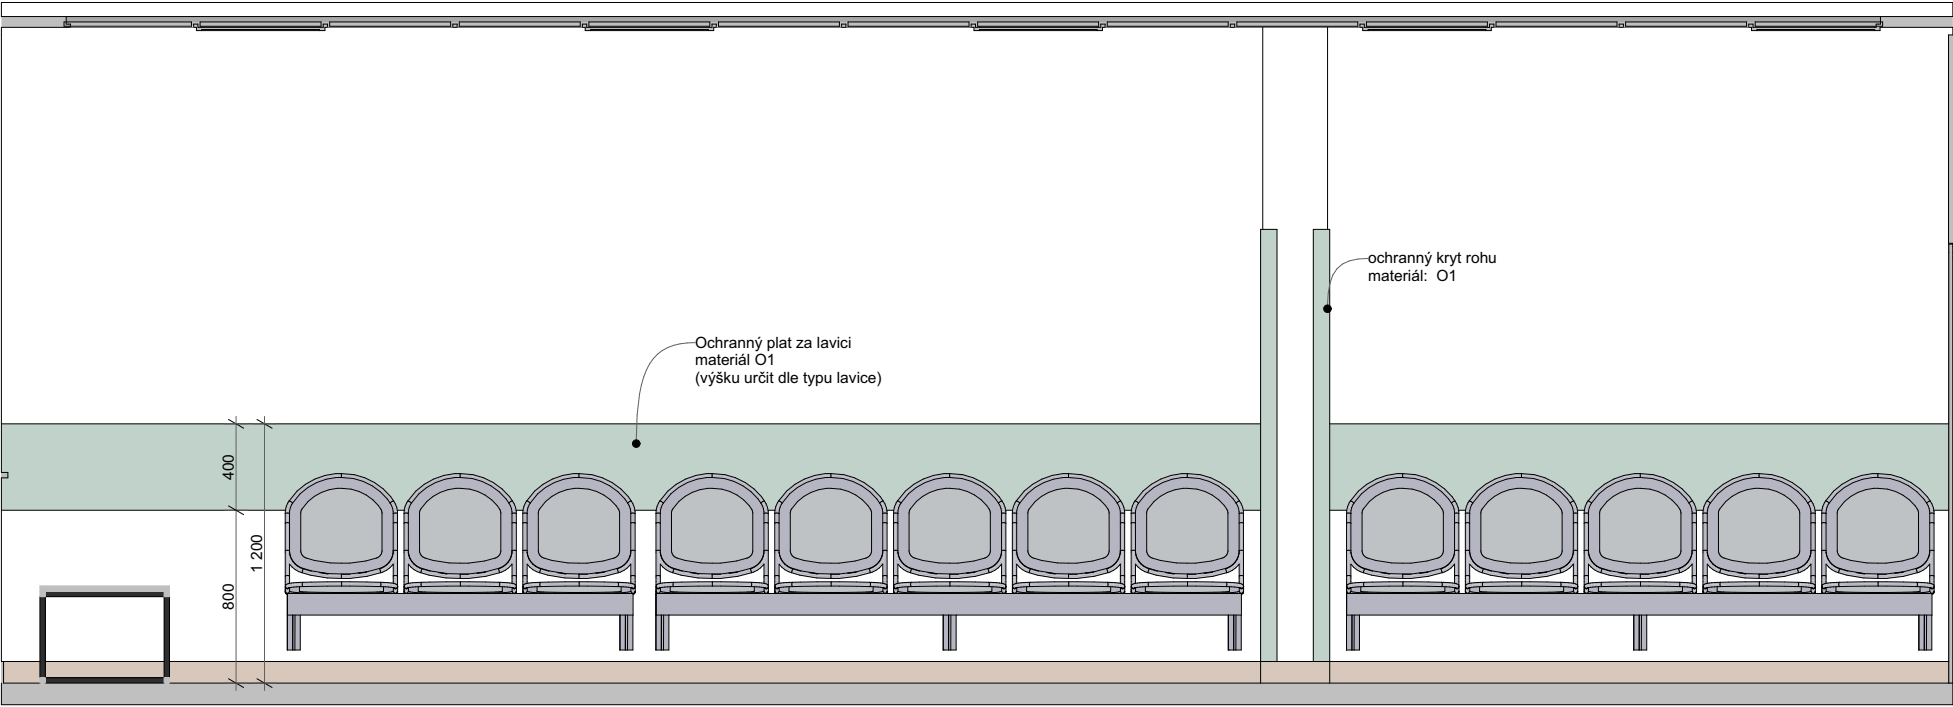 ochranný kryt rohu
materiál:  O1
Ochranný plat za lavici
materiál O1
(výšku určit dle typu lavice)
400
1 200
800